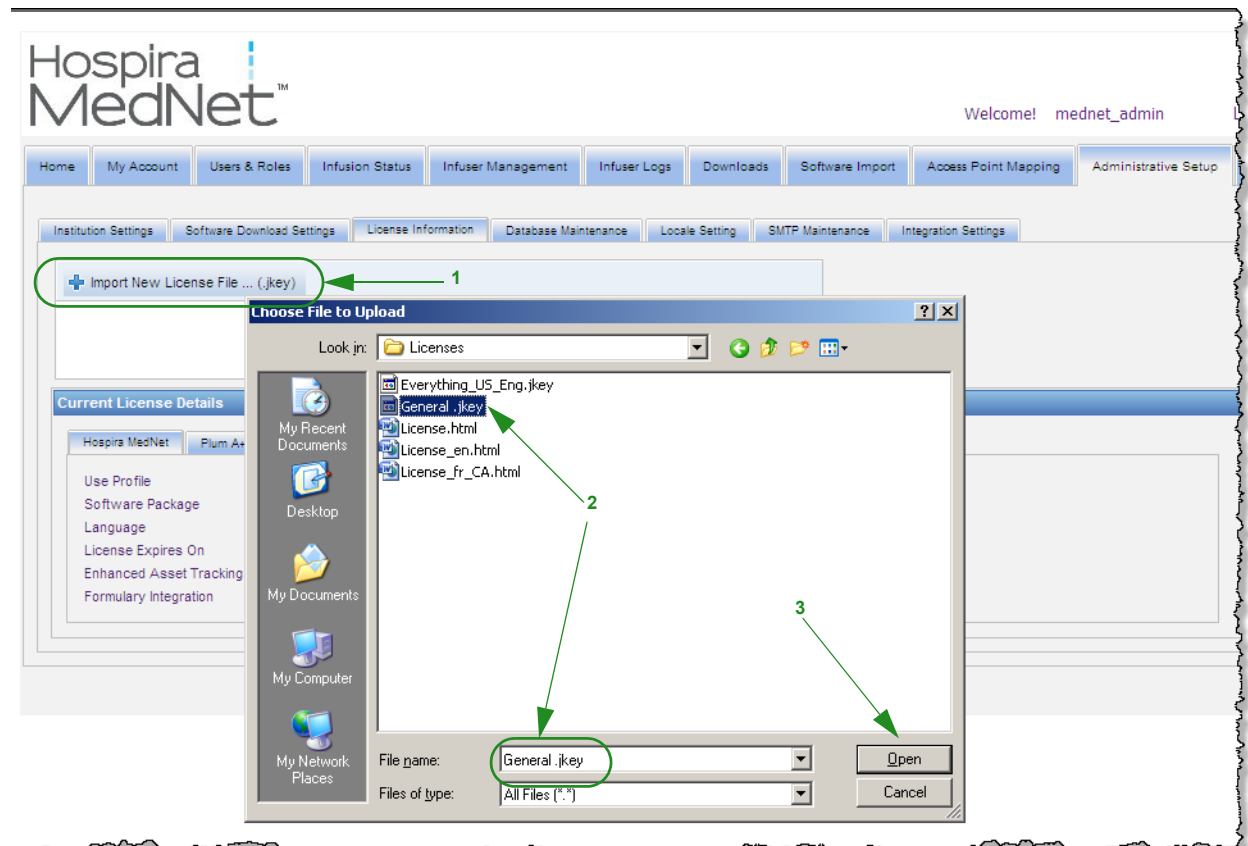 Hospira
MedNet™
Welcome! mednet_admin
Home My Account Users & Roles Infusion Status Infuser Management Infuser Logs Downloads Software Import Access Point Mapping Administrative Setup
Institution Settings Software Download Settings License Information Database Maintenance Locale Setting SMTP Maintenance Integration Settings
Import New License File ... (.jkey)
1
Choose File to Upload
Look in: Licenses
Everything_US_Eng.jkey
General .jkey
License.html
License_en.html
License_fr_CA.html
My Recent Documents
Desktop
My Documents
My Computer
My Network Places
2
3
File name: General .jkey Open
Files of type: All Files (*.*) Cancel
Current License Details
Hospira MedNet Plum A+
Use Profile
Software Package
Language
License Expires On
Enhanced Asset Tracking
Formulary Integration